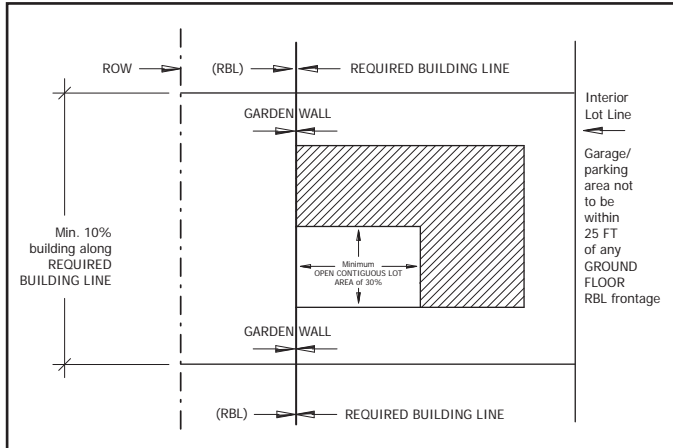 ROW
(RBL)
REQUIRED BUILDING LINE
GARDEN WALL
Interior
Lot Line
Garage/
parking
area not
to be
within
25 FT
of any
GROUND
FLOOR
RBL frontage
Min. 10%
building along
REQUIRED
BUILDING LINE
Minimum
OPEN CONTIGUOUS LOT
AREA of 30%
GARDEN WALL
(RBL)
REQUIRED BUILDING LINE